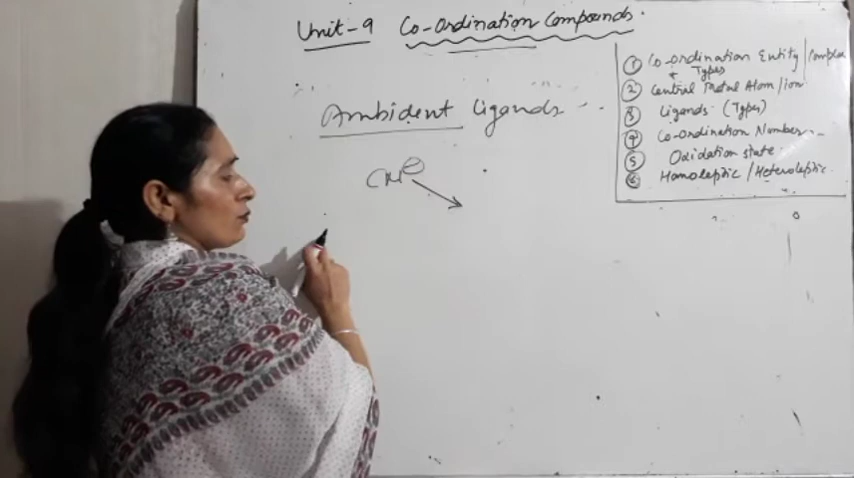 Unit-9 Co-ordination Compounds.
① Co-ordination Entity/Complex
& Types
② Central Metal Atom/ion
③ Ligands (Types)
④ Co-ordination Number
⑤ Oxidation state
⑥ Homoleptic/Heteroleptic
Ambident Ligands
CN⊖